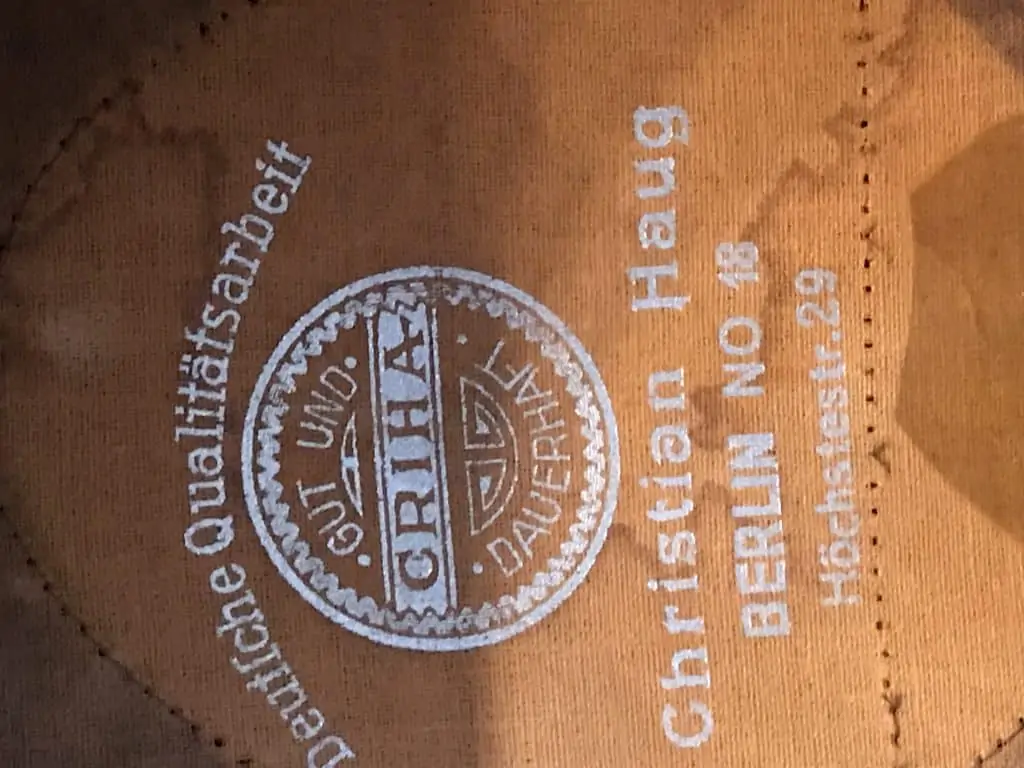 Deutſche Qualitätsarbeit
· GUT UND ·
CRIHA
· DAUERHAFT ·
Christian Haug
BERLIN NO 18
Höchstestr.29